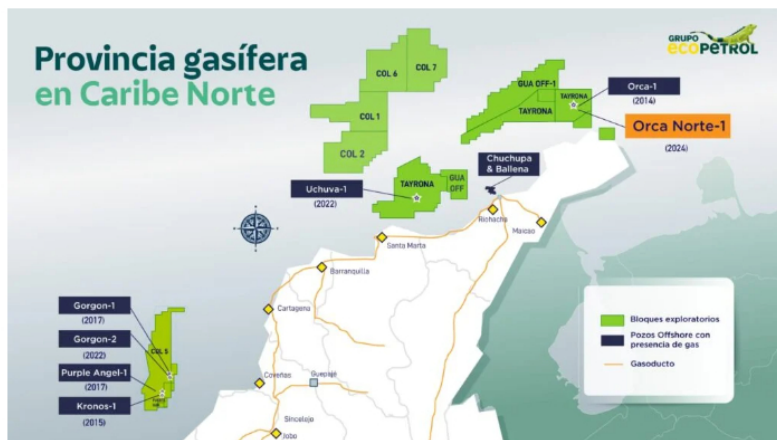 Provincia gasífera
en Caribe Norte
GRUPO
ecoPETROL
COL 6
COL 7
COL 1
COL 2
GUA OFF-1
TAYRONA
TAYRONA
Orca-1
(2014)
Orca Norte-1
(2024)
Chuchupa
& Ballena
Uchuva-1
(2022)
TAYRONA
GUA
OFF
Riohacha
Maicao
Santa Marta
Barranquilla
Cartagena
Gorgon-1
(2017)
Gorgon-2
(2022)
Purple Angel-1
(2017)
Kronos-1
(2015)
COL 5
Coveñas
Guepaje
Sincelejo
Jobo
Bloques exploratorios
Pozos Offshore con
presencia de gas
Gasoducto